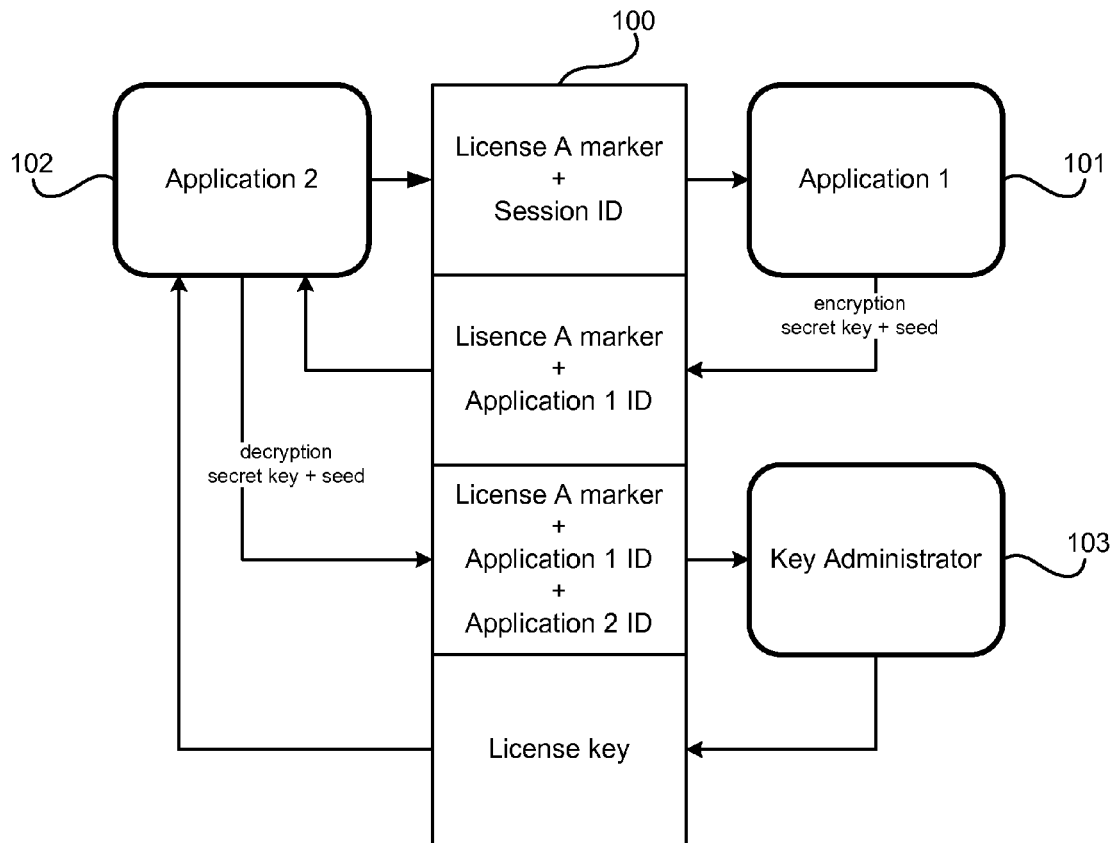 100
102
Application 2
License A marker
+
Session ID
Application 1
101
encryption
secret key + seed
Lisence A marker
+
Application 1 ID
decryption
secret key + seed
License A marker
+
Application 1 ID
+
Application 2 ID
Key Administrator
103
License key